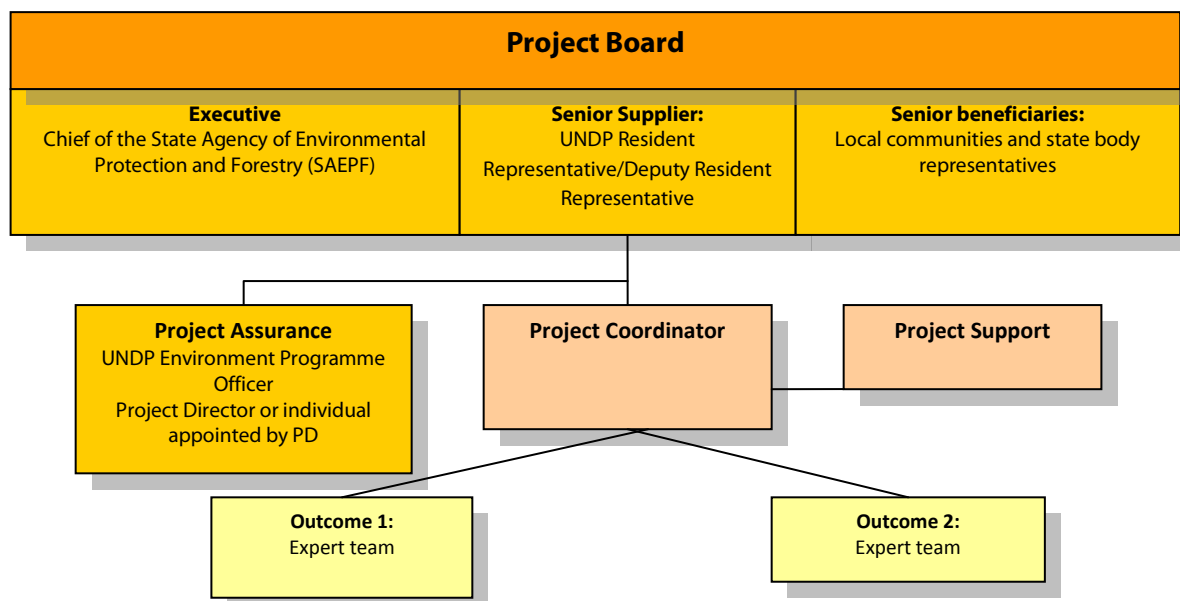 Project Board
Executive
Chief of the State Agency of Environmental
Protection and Forestry (SAEPF)
Senior Supplier:
UNDP Resident
Representative/Deputy Resident
Representative
Senior beneficiaries:
Local communities and state body
representatives
Project Assurance
UNDP Environment Programme
Officer
Project Director or individual
appointed by PD
Project Coordinator
Project Support
Outcome 1:
Expert team
Outcome 2:
Expert team